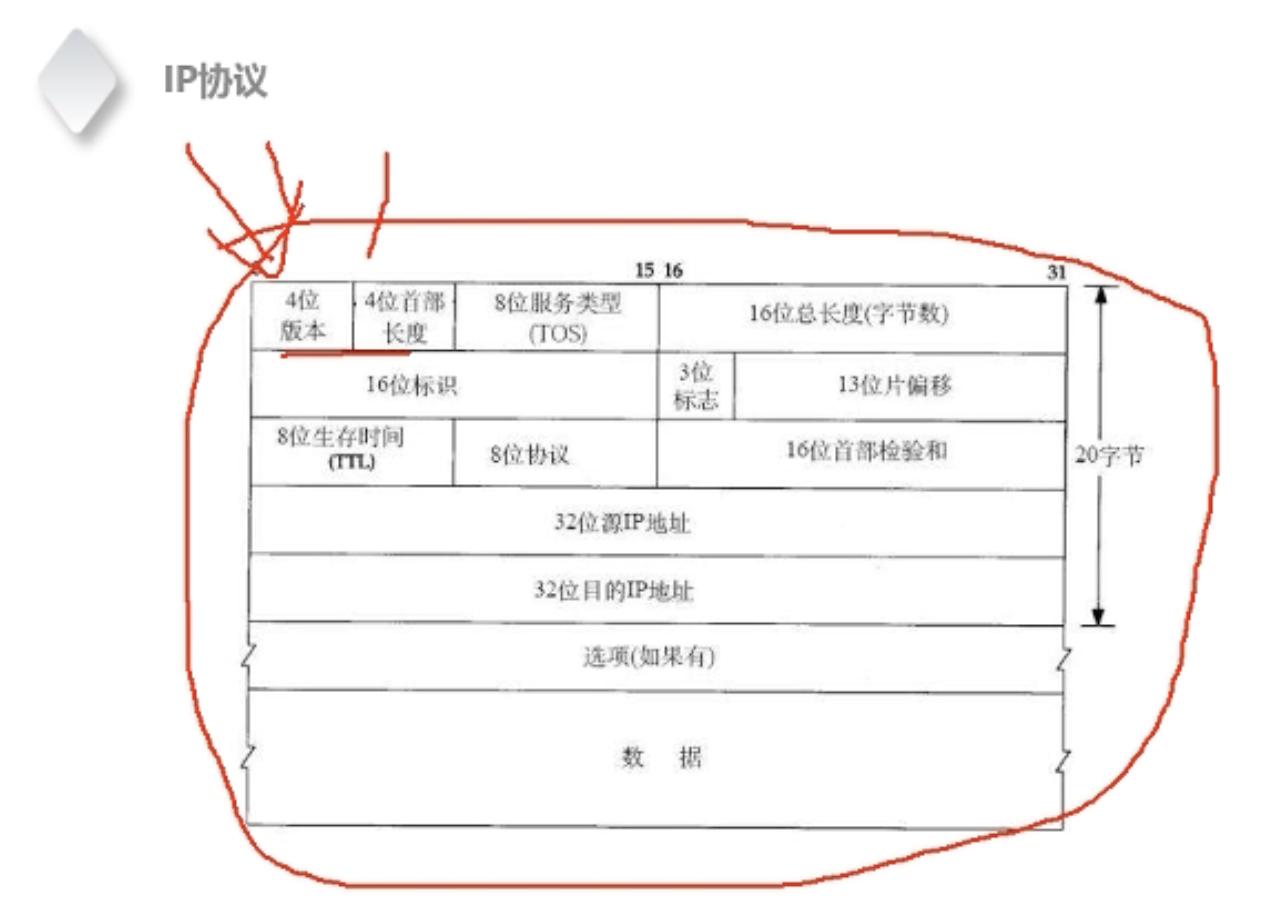 IP协议
15 16 31
4位 4位首部 8位服务类型 16位总长度(字节数)
版本 长度 (TOS)
16位标识 3位 13位片偏移
标志
8位生存时间 8位协议 16位首部检验和 20字节
(TTL)
32位源IP地址
32位目的IP地址
选项(如果有)
数 据